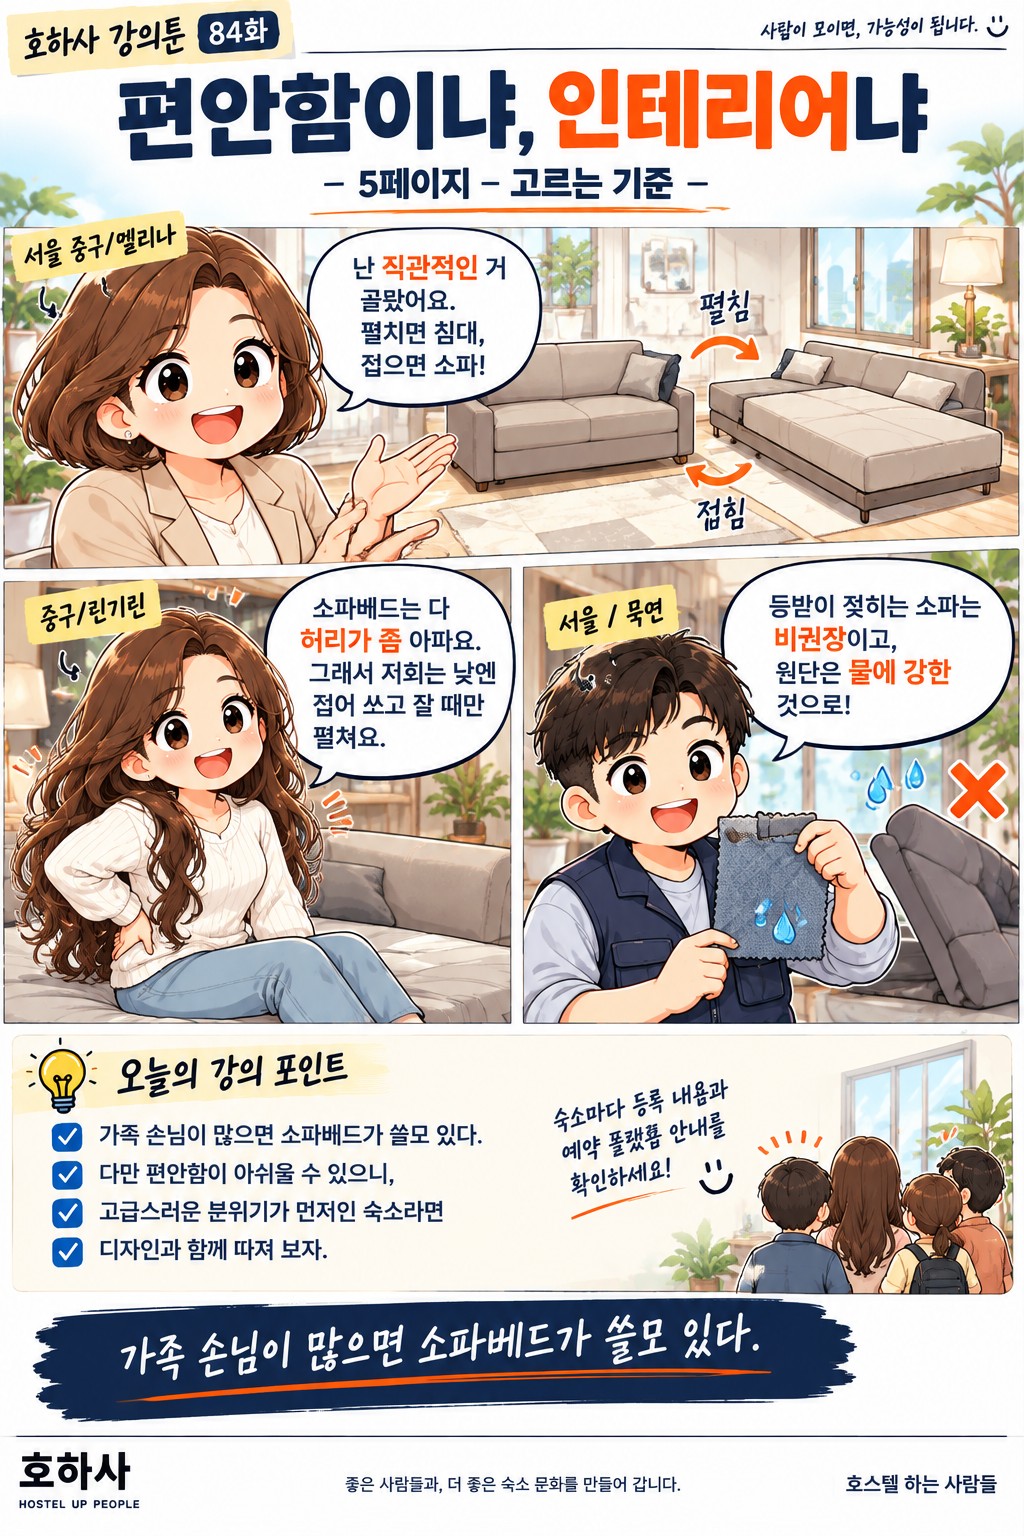 호하사 강의툰 84화
사람이 모이면, 가능성이 됩니다.
편안함이냐, 인테리어냐
– 5페이지 – 고르는 기준 –
서울 중구/엘리나
난 직관적인 거
골랐어요.
펼치면 침대,
접으면 소파!
펼침
접힘
중구/린기린
소파베드는 다
허리가 좀 아파요.
그래서 저희는 낮엔
접어 쓰고 잘 때만
펼쳐요.
서울 / 묵연
등받이 젖히는 소파는
비권장이고,
원단은 물에 강한
것으로!
오늘의 강의 포인트
가족 손님이 많으면 소파베드가 쓸모 있다.
다만 편안함이 아쉬울 수 있으니,
고급스러운 분위기가 먼저인 숙소라면
디자인과 함께 따져 보자.
숙소마다 등록 내용과
예약 플랫폼 안내를
확인하세요!
가족 손님이 많으면 소파베드가 쓸모 있다.
호하사
HOSTEL UP PEOPLE
좋은 사람들과, 더 좋은 숙소 문화를 만들어 갑니다.
호스텔 하는 사람들